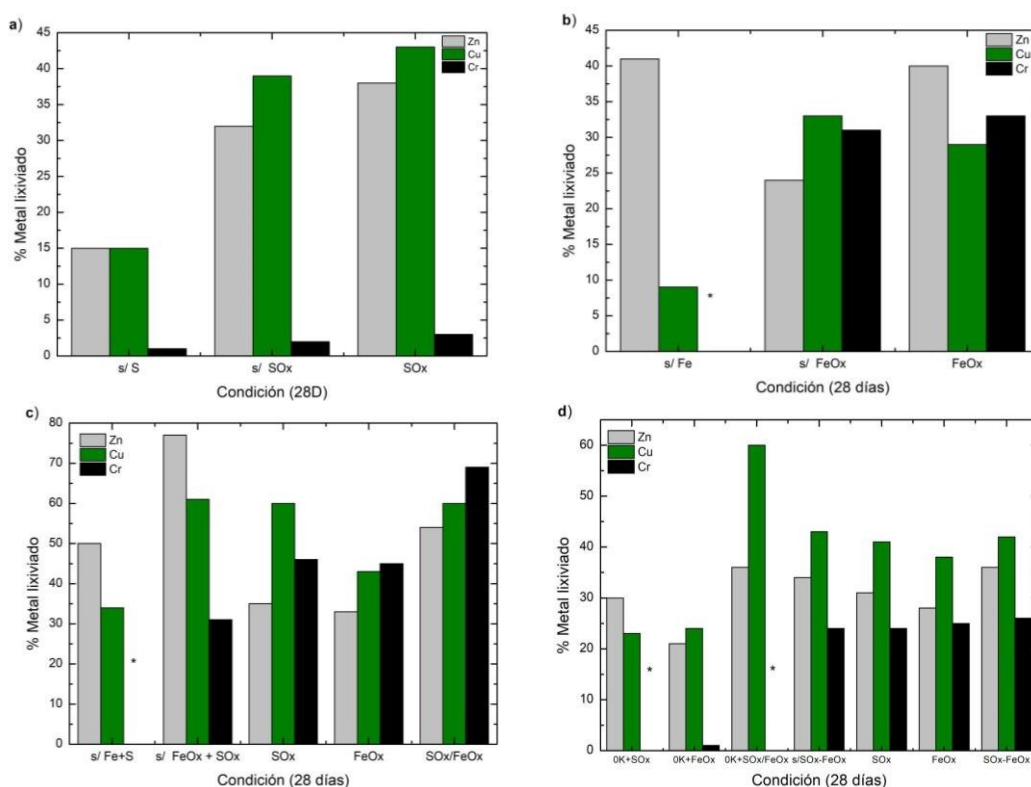 a)
% Metal lixiviado
45
40
35
30
25
20
15
10
5
0
Zn
Cu
Cr
s/ S
s/ SOx
SOx
Condición (28D)
b)
% Metal lixiviado
45
40
35
30
25
20
15
10
5
0
Zn
Cu
Cr
*
s/ Fe
s/ FeOx
FeOx
Condición (28 días)
c)
% Metal lixiviado
80
70
60
50
40
30
20
10
0
Zn
Cu
Cr
*
s/ Fe+S
s/ FeOx + SOx
SOx
FeOx
SOx/FeOx
Condición (28 días)
d)
% Metal lixiviado
60
50
40
30
20
10
0
Zn
Cu
Cr
*
*
0K+SOx
0K+FeOx
0K+SOx/FeOx
s/SOx-FeOx
SOx
FeOx
SOx-FeOx
Condición (28 días)